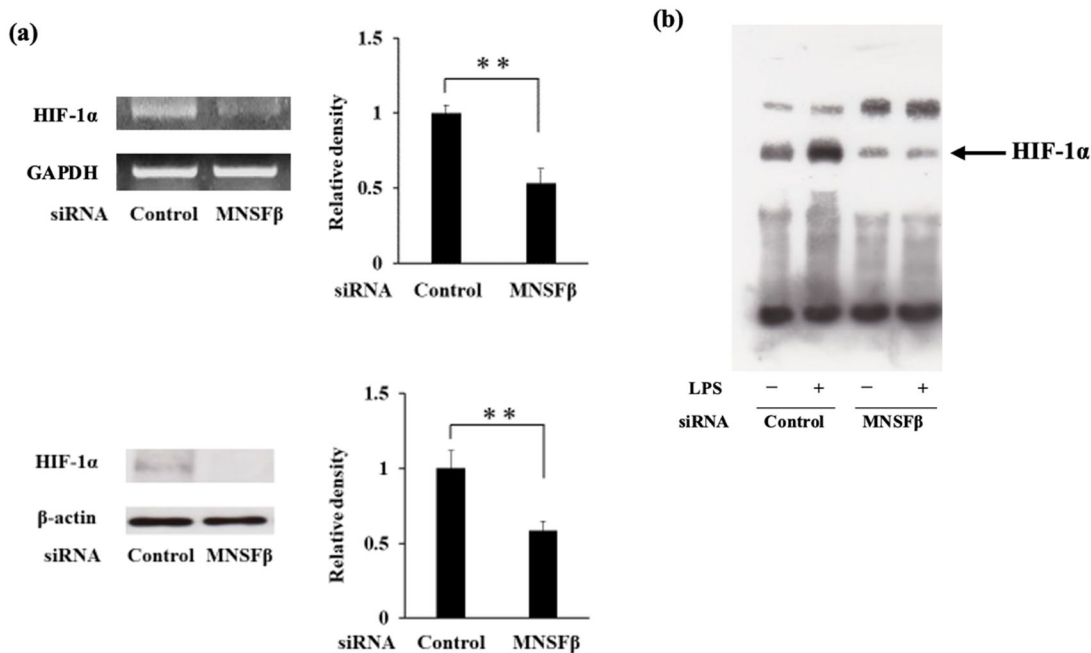 (a)
HIF-1α
GAPDH
siRNA Control MNSFβ
1.5
1
0.5
0
Relative density
* *
siRNA Control MNSFβ
HIF-1α
β-actin
siRNA Control MNSFβ
1.5
1
0.5
0
Relative density
* *
siRNA Control MNSFβ
(b)
HIF-1α
LPS − + − +
siRNA Control MNSFβ